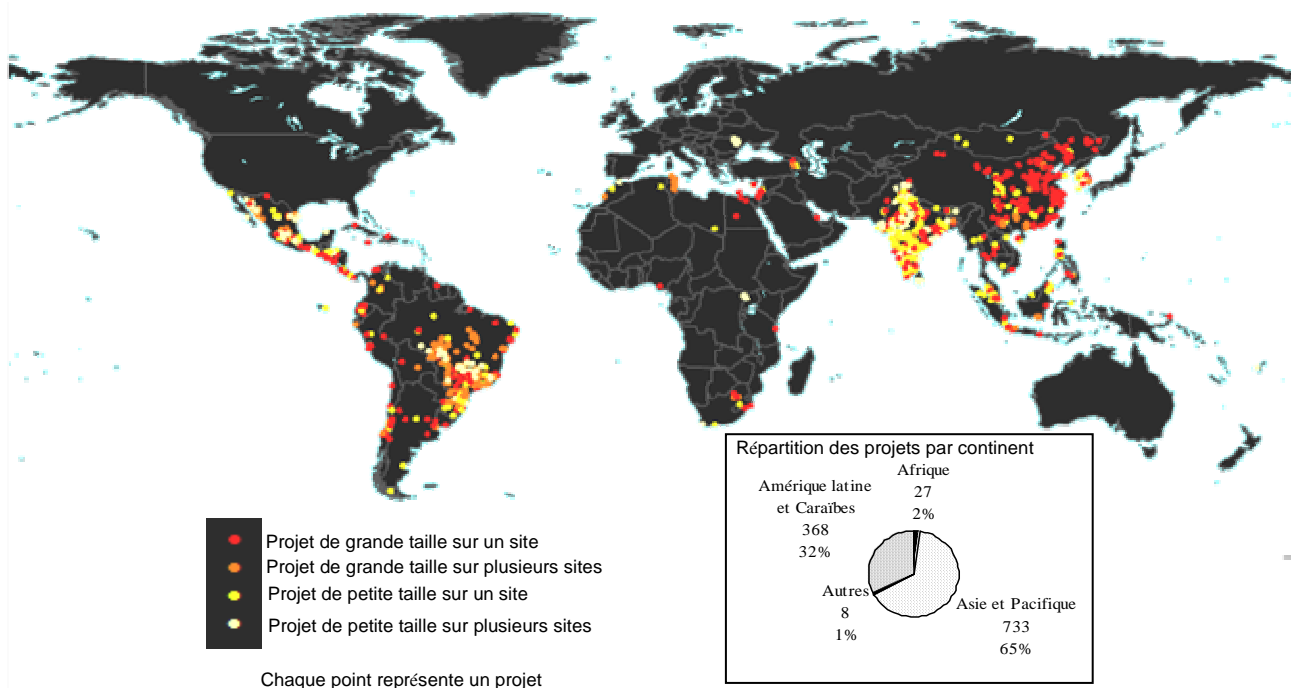 Répartition des projets par continent
Afrique
27
2%
Amérique latine
et Caraïbes
368
32%
Autres
8
1%
Asie et Pacifique
733
65%
Projet de grande taille sur un site
Projet de grande taille sur plusieurs sites
Projet de petite taille sur un site
Projet de petite taille sur plusieurs sites
Chaque point représente un projet